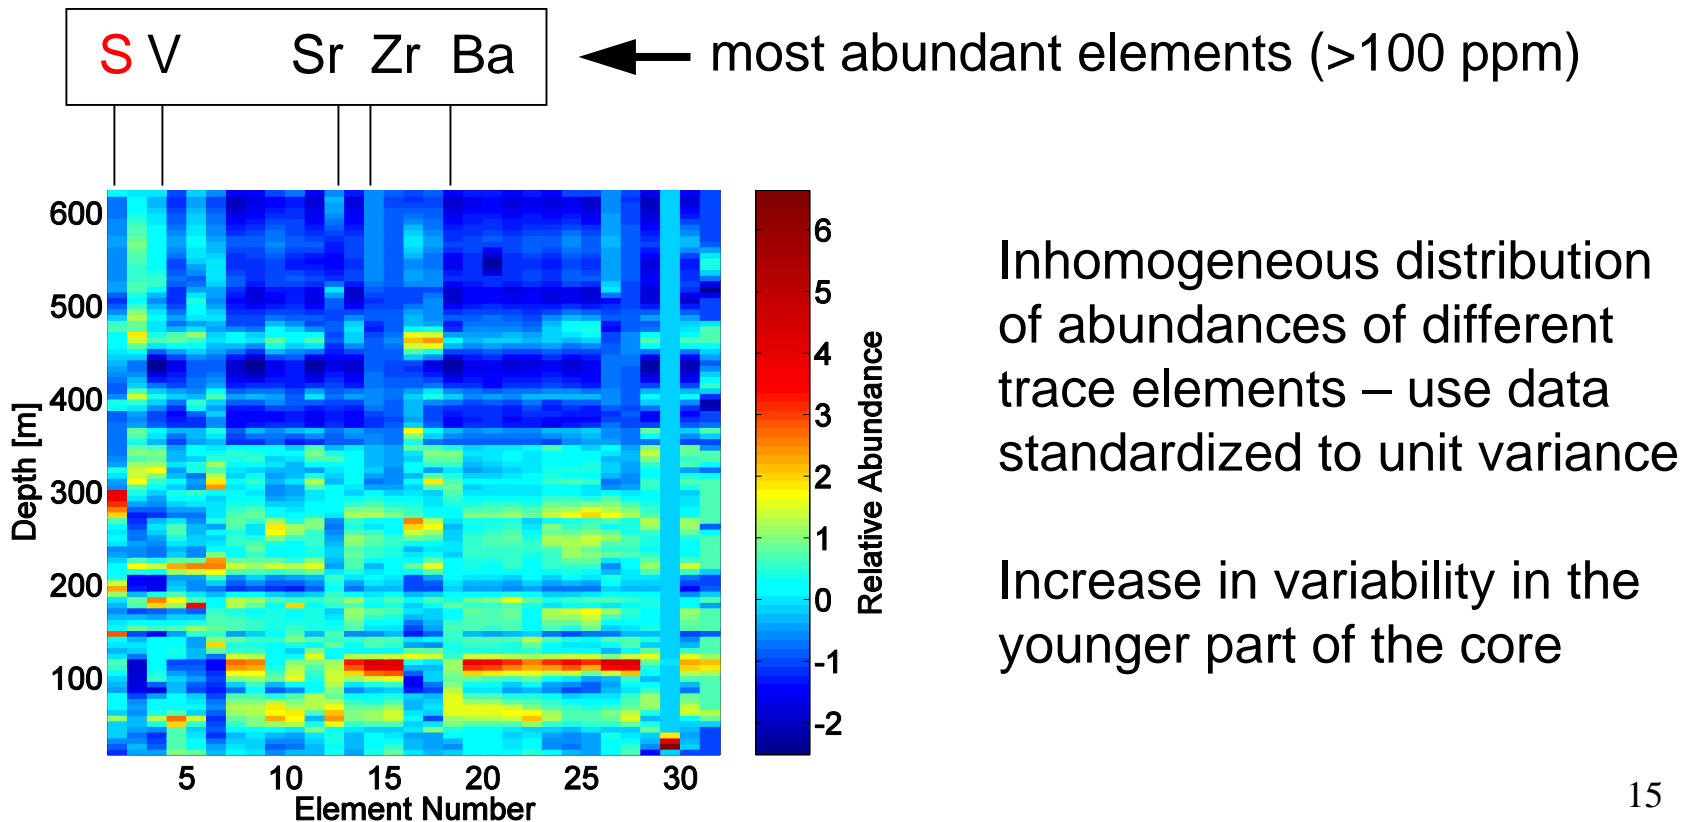 S V Sr Zr Ba
most abundant elements (>100 ppm)
600
500
400
300
200
100
Depth [m]
5 10 15 20 25 30
Element Number
6
5
4
3
2
1
0
-1
-2
Relative Abundance
Inhomogeneous distribution
of abundances of different
trace elements – use data
standardized to unit variance
Increase in variability in the
younger part of the core
15